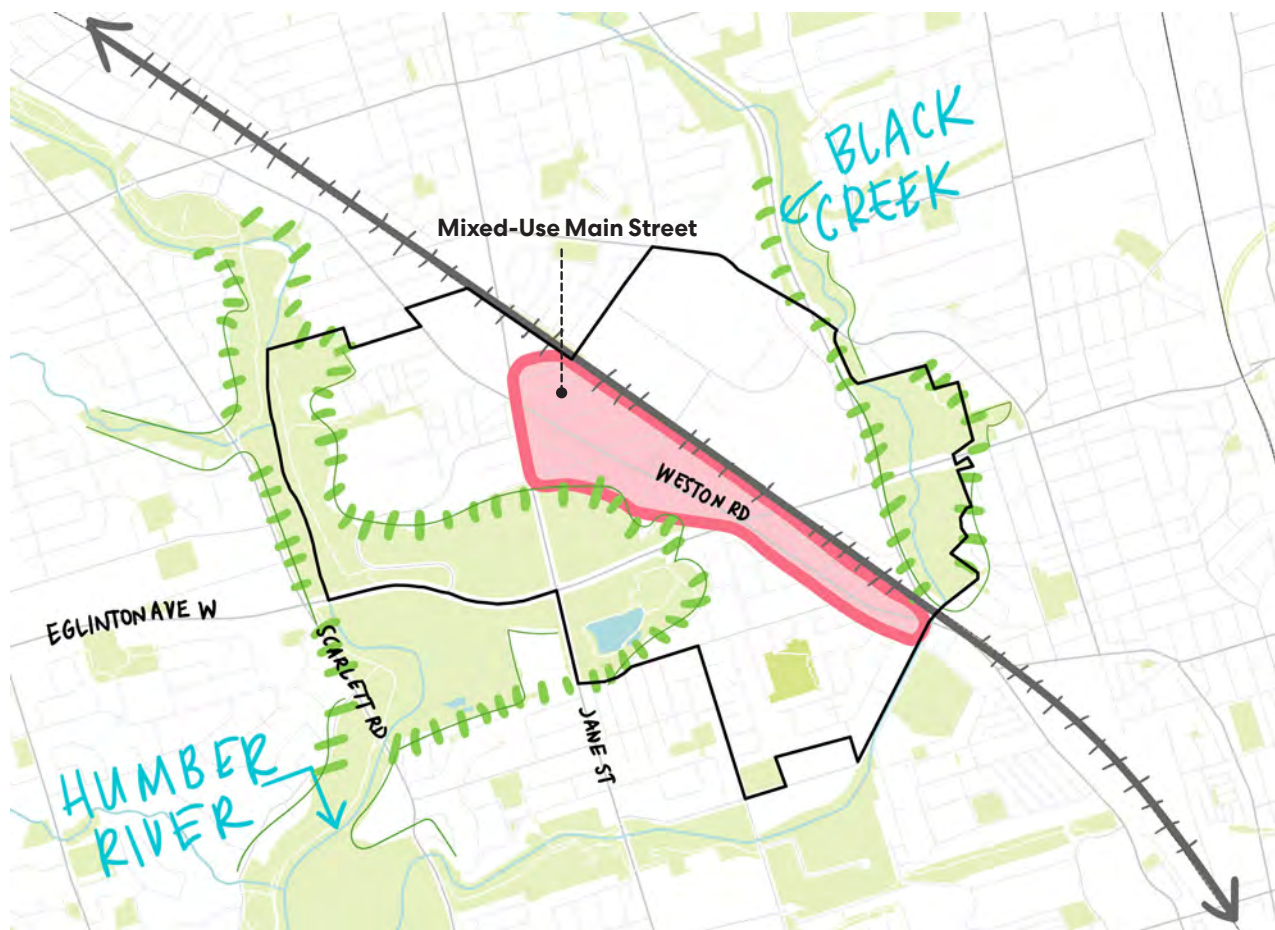 BLACK
CREEK
Mixed-Use Main Street
WESTON RD
EGLINTON AVE W
SCARLETT RD
JANE ST
HUMBER
RIVER